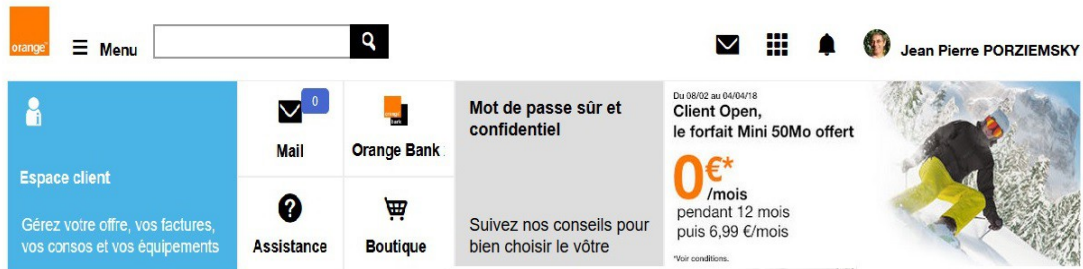 orange™
Menu
Jean Pierre PORZIEMSKY
0
Mail
orange
bank
Orange Bank
Espace client
Gérez votre offre, vos factures,
vos consos et vos èquipements
Assistance
Boutique
Mot de passe sûr et
confidentiel
Suivez nos conseils pour
bien choisir le vôtre
Du 08/02 au 04/04/18
Client Open,
le forfait Mini 50Mo offert
0€*
/mois
pendant 12 mois
puis 6,99 €/mois
*Voir conditions.